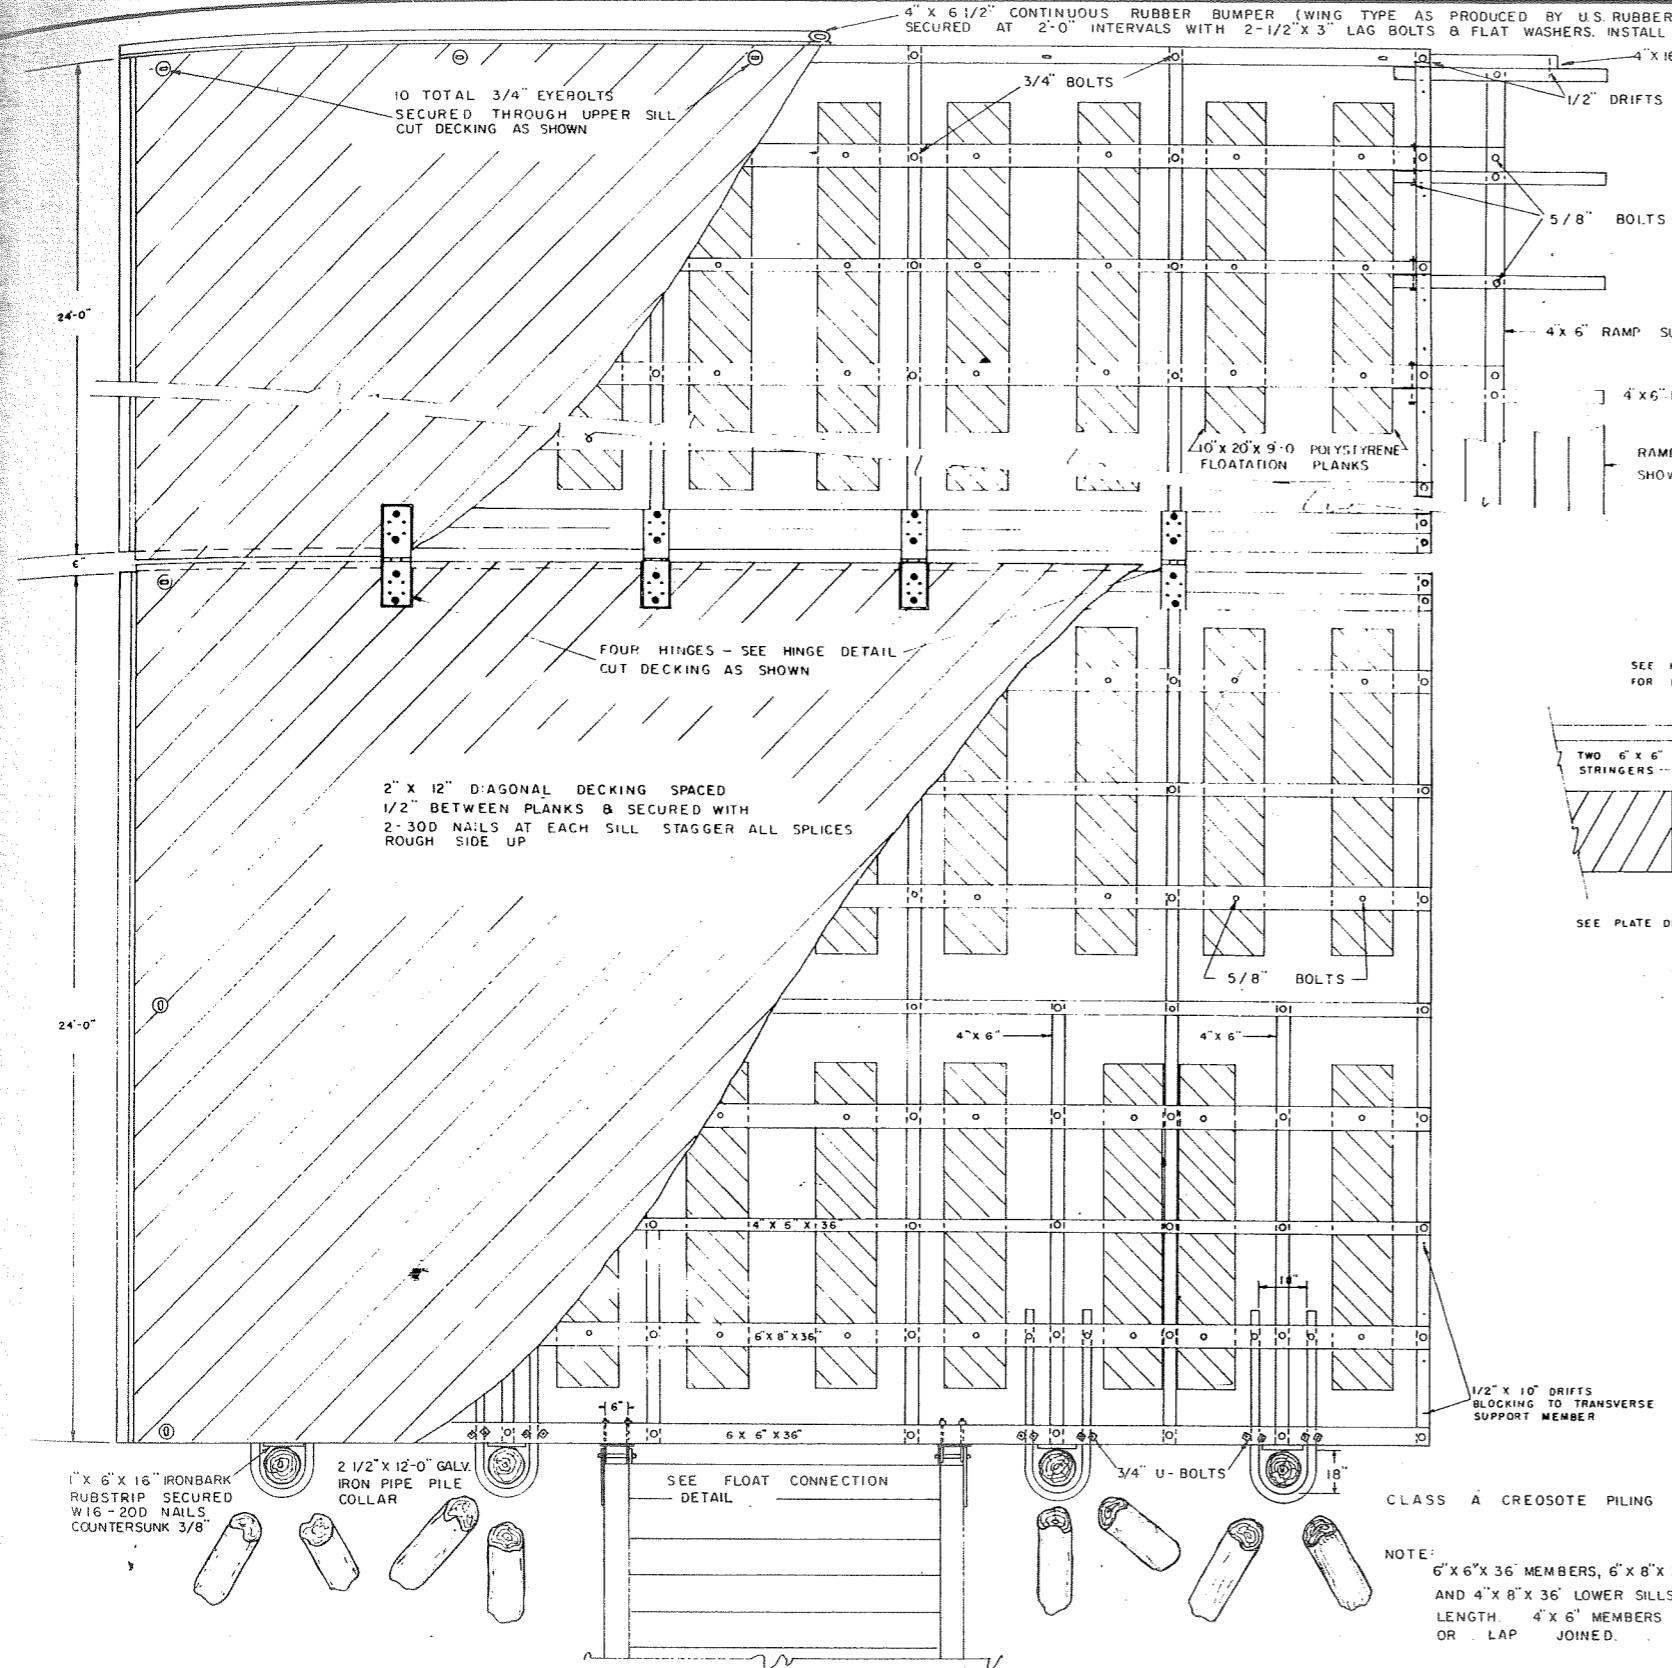 4" X 6 1/2" CONTINUOUS RUBBER BUMPER (WING TYPE AS PRODUCED BY U.S. RUBBER
SECURED AT 2'-0" INTERVALS WITH 2-1/2" X 3" LAG BOLTS & FLAT WASHERS. INSTALL
4" X 16
1/2" DRIFTS
3/4" BOLTS
10 TOTAL 3/4" EYEBOLTS
SECURED THROUGH UPPER SILL
CUT DECKING AS SHOWN
5/8" BOLTS
24'-0"
4" X 6" RAMP
4" X 6"
10" X 20" X 9'-0 POLYSTYRENE
FLOATATION PLANKS
RAMP
6"
FOUR HINGES - SEE HINGE DETAIL
CUT DECKING AS SHOWN
SEE
FOR
TWO 6" X 6"
STRINGERS
2" X 12" DIAGONAL DECKING SPACED
1/2" BETWEEN PLANKS & SECURED WITH
2-30D NAILS AT EACH SILL STAGGER ALL SPLICES
ROUGH SIDE UP
SEE PLATE
5/8" BOLTS
24'-0"
4" X 6"
4" X 6"
4" X 6" X 36'
18"
6" X 8" X 36'
1/2" X 10" DRIFTS
BLOCKING TO TRANSVERSE
SUPPORT MEMBER
6"
6 X 6" X 36'
1" X 6" X 16" IRONBARK
RUBSTRIP SECURED
W16-20D NAILS
COUNTERSUNK 3/8"
2 1/2" X 12'-0" GALV.
IRON PIPE PILE
COLLAR
SEE FLOAT CONNECTION
DETAIL
3/4" U-BOLTS
18"
CLASS A CREOSOTE PILING
NOTE:
6" X 6" X 36' MEMBERS, 6" X 8" X
AND 4" X 8" X 36' LOWER SILLS
LENGTH. 4" X 6" MEMBERS
OR LAP JOINED.